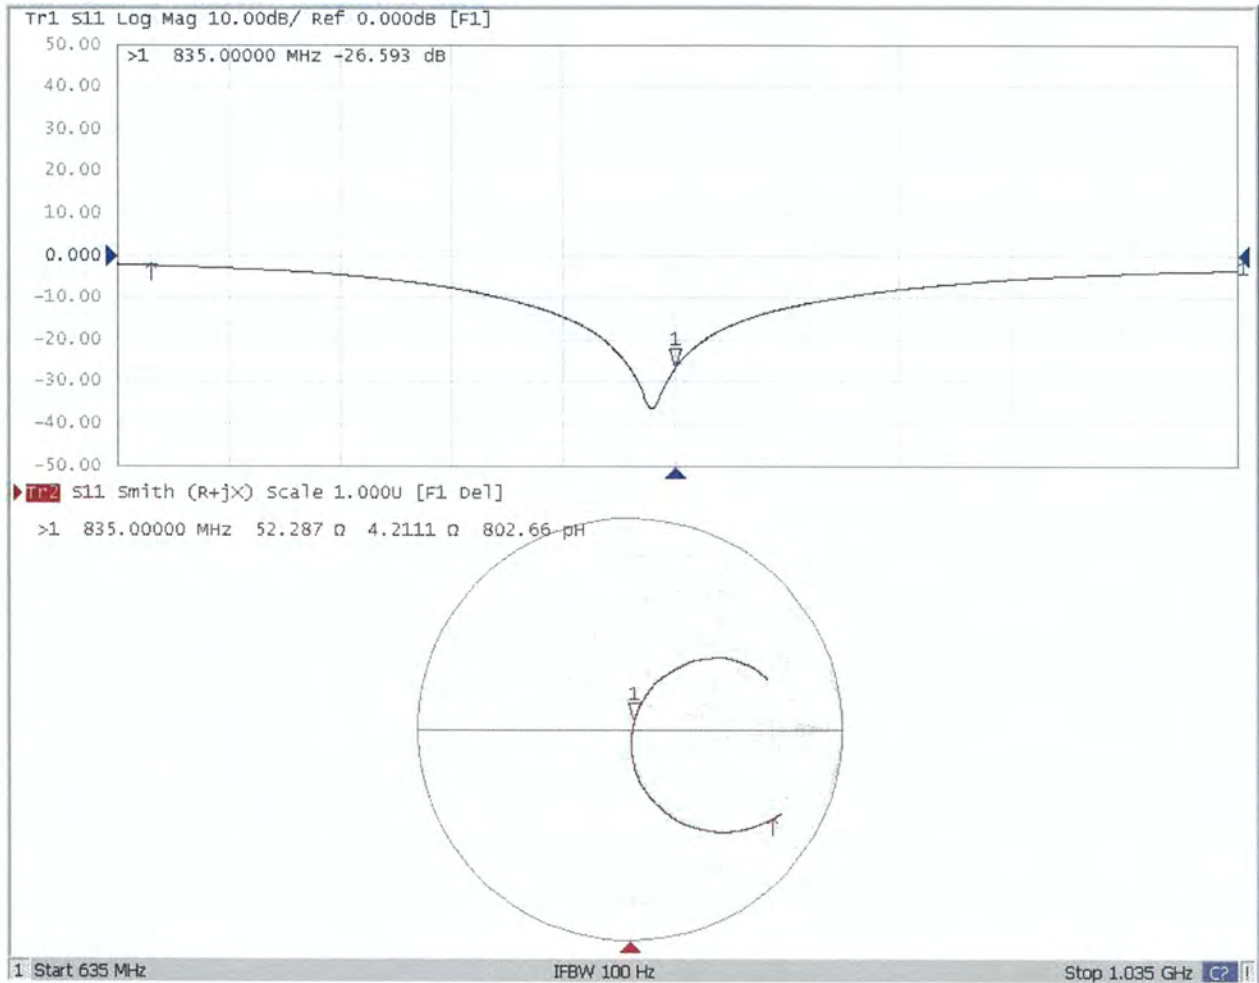 Tr1 S11 Log Mag 10.00dB/ Ref 0.000dB [F1]
50.00
>1 835.00000 MHz -26.593 dB
40.00
30.00
20.00
10.00
0.000
-10.00
-20.00
1
-30.00
-40.00
-50.00
Tr2 S11 Smith (R+jX) Scale 1.000U [F1 Del]
>1 835.00000 MHz 52.287 Ω 4.2111 Ω 802.66 pH
1
1 Start 635 MHz IFBW 100 Hz Stop 1.035 GHz C? !